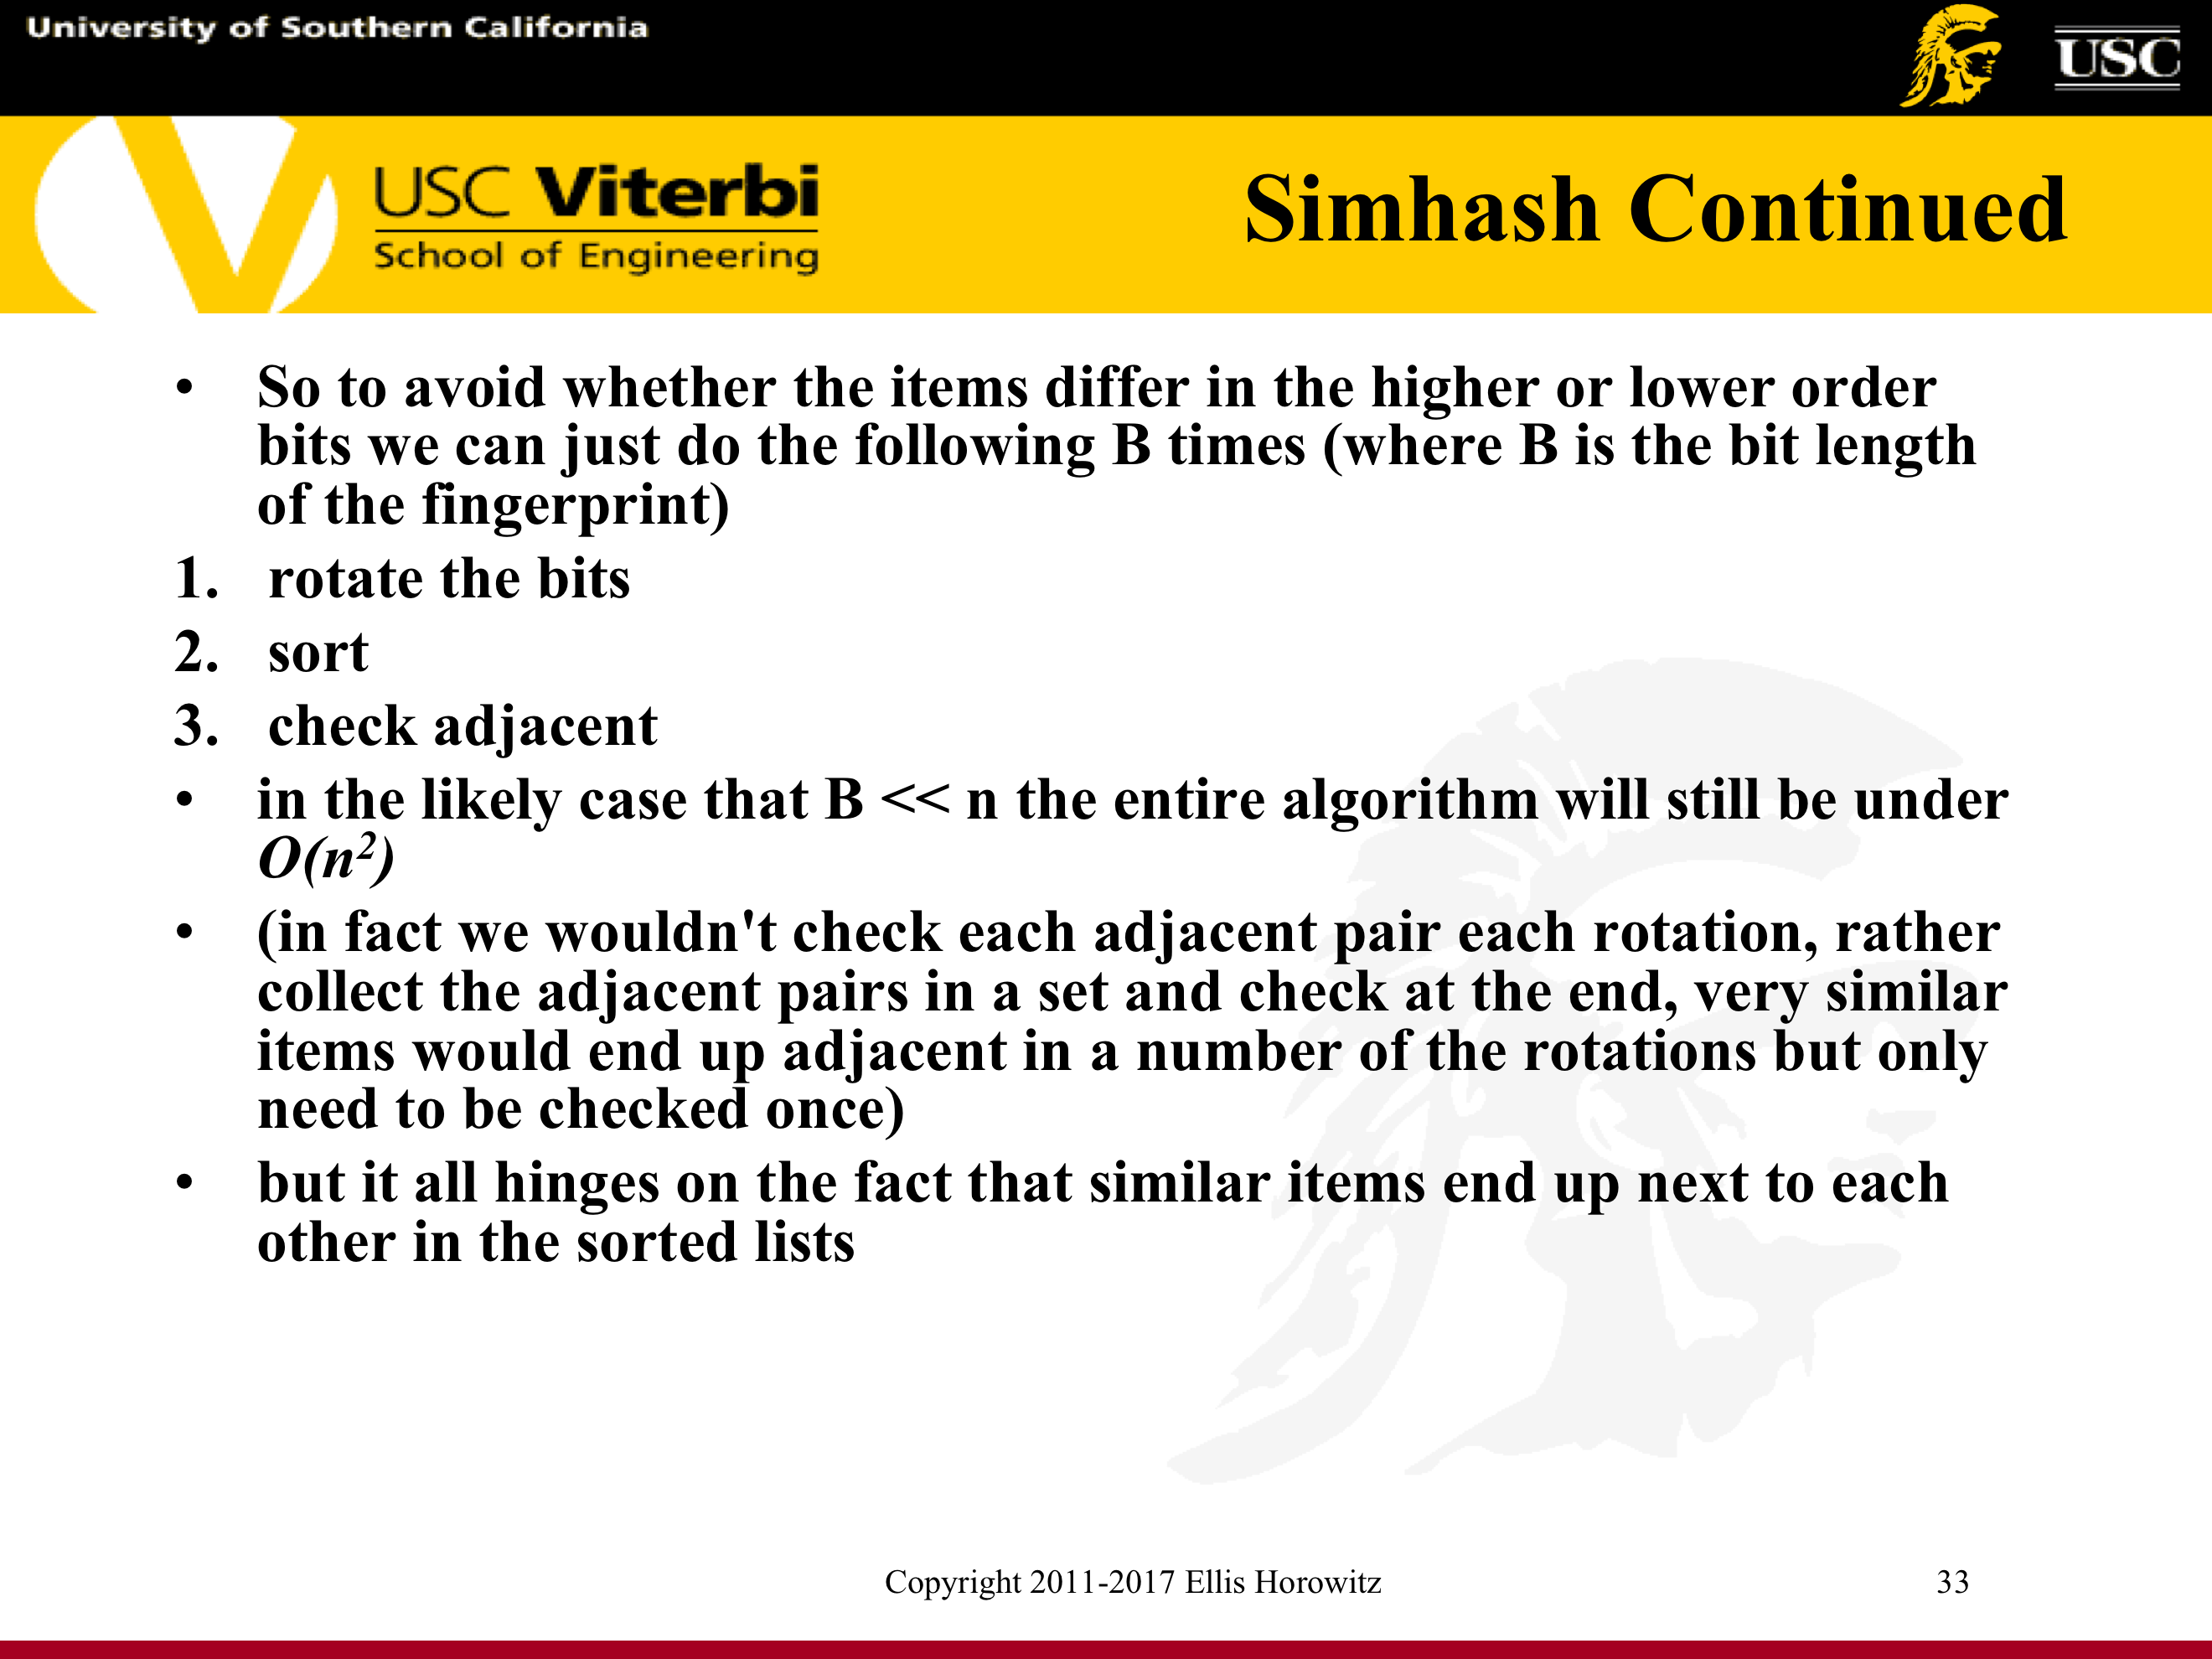 University of Southern California
USC
USC Viterbi
School of Engineering
Simhash Continued
• So to avoid whether the items differ in the higher or lower order
bits we can just do the following B times (where B is the bit length
of the fingerprint)
1. rotate the bits
2. sort
3. check adjacent
• in the likely case that B << n the entire algorithm will still be under
O(n²)
• (in fact we wouldn't check each adjacent pair each rotation, rather
collect the adjacent pairs in a set and check at the end, very similar
items would end up adjacent in a number of the rotations but only
need to be checked once)
• but it all hinges on the fact that similar items end up next to each
other in the sorted lists
Copyright 2011-2017 Ellis Horowitz
33